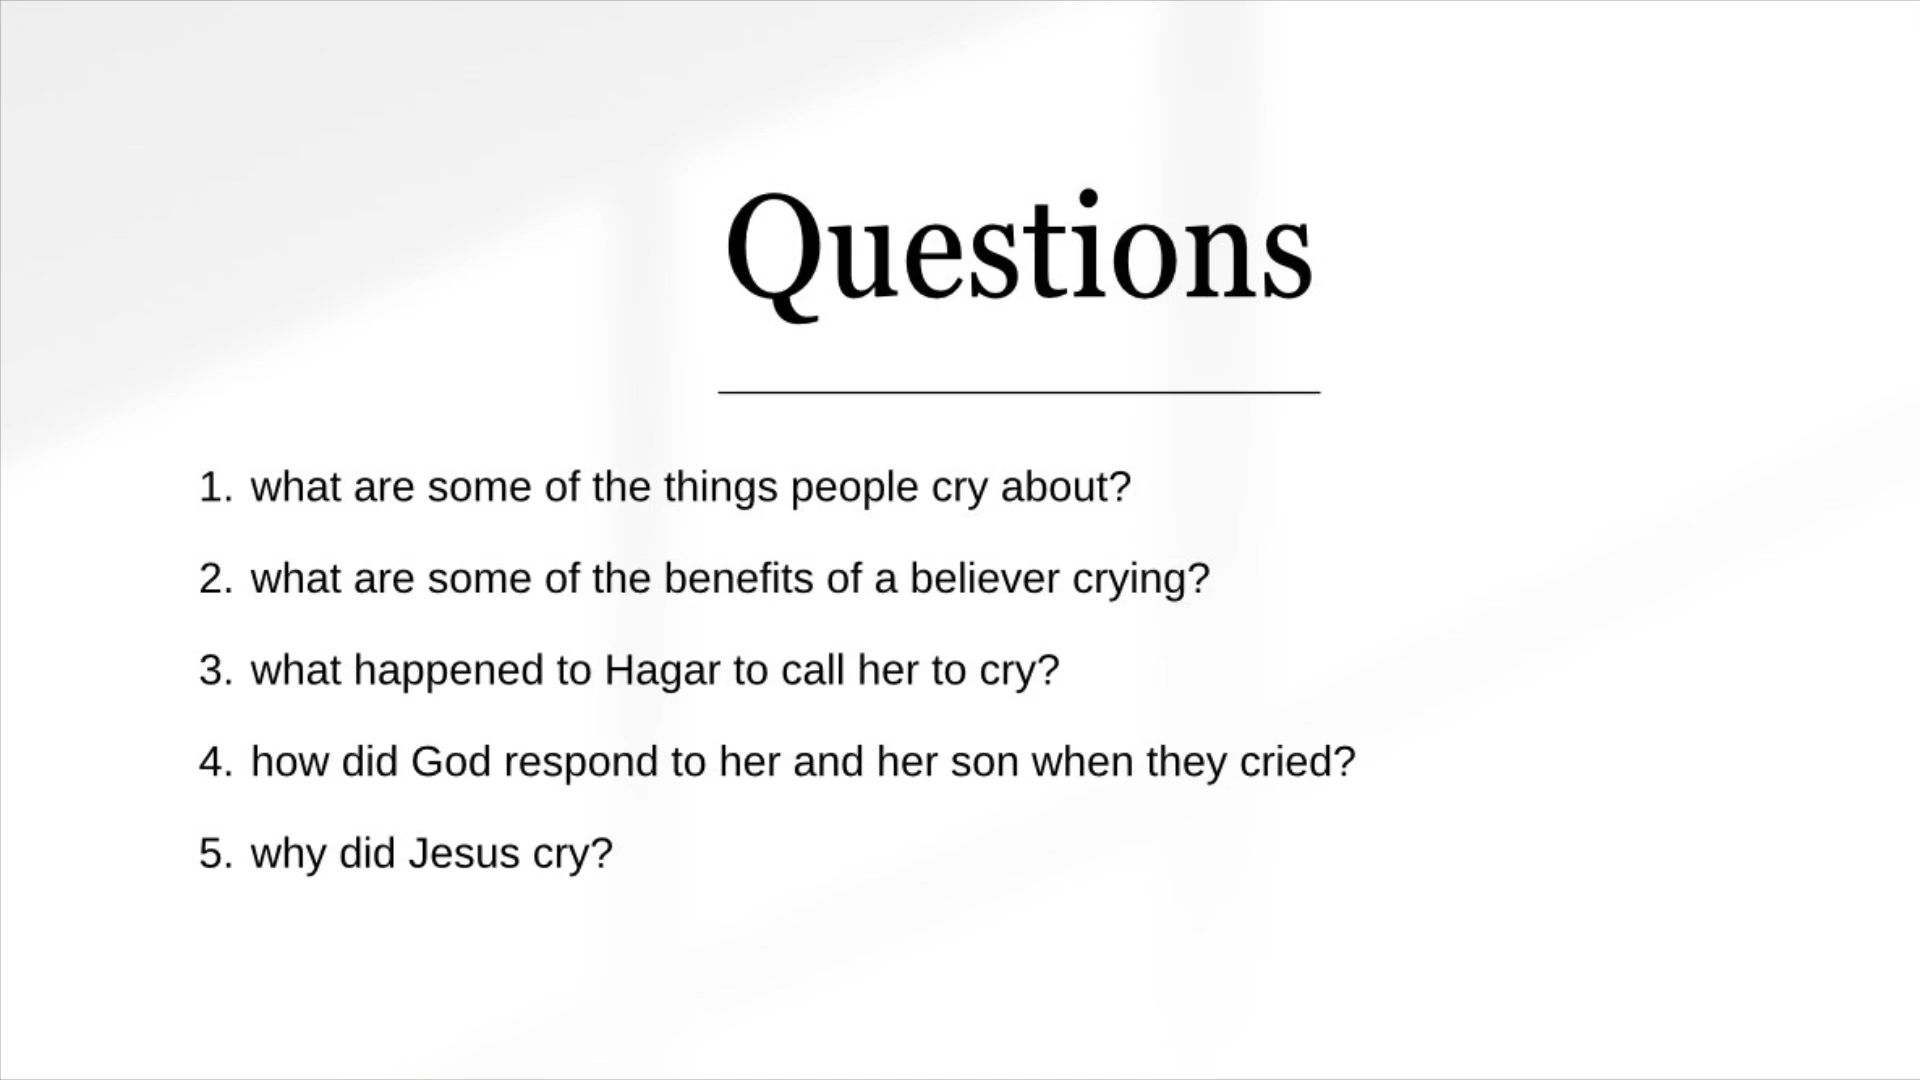 Questions
1. what are some of the things people cry about?
2. what are some of the benefits of a believer crying?
3. what happened to Hagar to call her to cry?
4. how did God respond to her and her son when they cried?
5. why did Jesus cry?